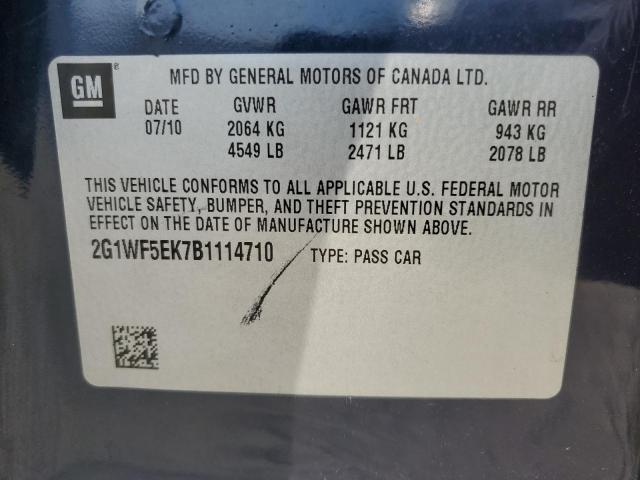 GM®
MFD BY GENERAL MOTORS OF CANADA LTD.
DATE GVWR GAWR FRT GAWR RR
07/10 2064 KG 1121 KG 943 KG
4549 LB 2471 LB 2078 LB
THIS VEHICLE CONFORMS TO ALL APPLICABLE U.S. FEDERAL MOTOR
VEHICLE SAFETY, BUMPER, AND THEFT PREVENTION STANDARDS IN
EFFECT ON THE DATE OF MANUFACTURE SHOWN ABOVE.
2G1WF5EK7B1114710 TYPE: PASS CAR